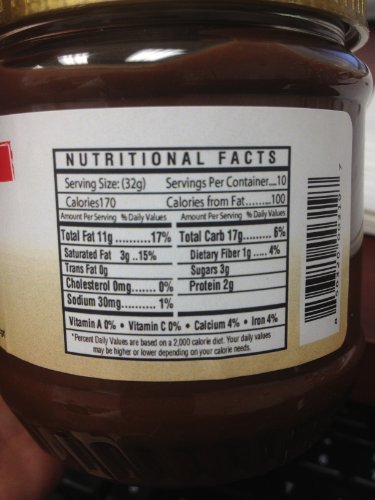 NUTRITIONAL FACTS
Serving Size: (32g) Servings Per Container....10
Calories170 Calories from Fat.........100
Amount Per Serving % Daily Values Amount Per Serving % Daily Values
Total Fat 11g...........17% Total Carb 17g......... 6%
Saturated Fat 3g ..15% Dietary Fiber 1g ..... 4%
Trans Fat 0g Sugars 3g
Cholesterol 0mg....... 0% Protein 2g
Sodium 30mg........... 1%
Vitamin A 0% • Vitamin C 0% • Calcium 4% • Iron 4%
*Percent Daily Values are based on a 2,000 calorie diet. Your daily values
may be higher or lower depending on your calorie needs.